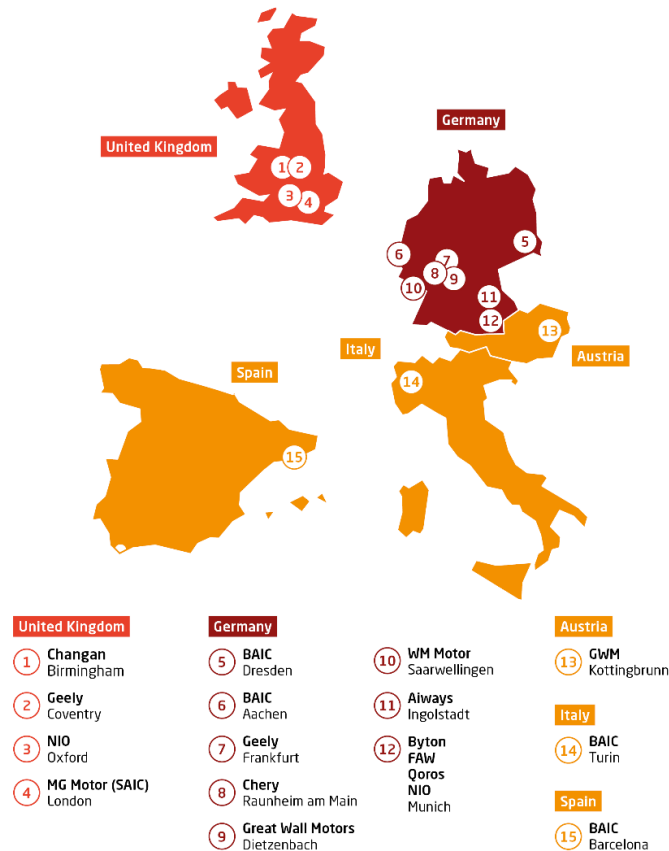 Germany
United Kingdom
1
2
3
4
5
6
7
8
9
10
11
12
13
Italy
Austria
14
Spain
15
United Kingdom
1
Changan
Birmingham
2
Geely
Coventry
3
NIO
Oxford
4
MG Motor (SAIC)
London
Germany
5
BAIC
Dresden
6
BAIC
Aachen
7
Geely
Frankfurt
8
Chery
Raunheim am Main
9
Great Wall Motors
Dietzenbach
10
WM Motor
Saarwellingen
11
Aiways
Ingolstadt
12
Byton
FAW
Qoros
NIO
Munich
Austria
13
GWM
Kottingbrunn
Italy
14
BAIC
Turin
Spain
15
BAIC
Barcelona